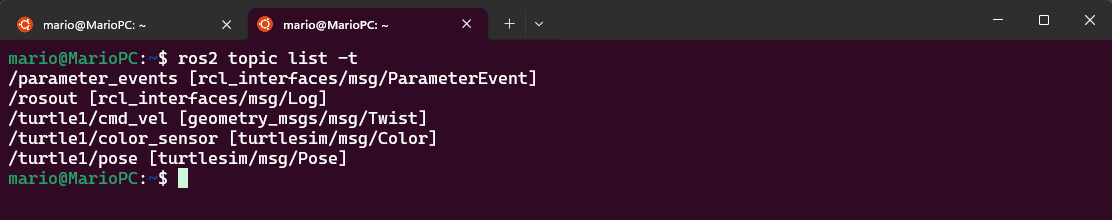 mario@MarioPC: ~ mario@MarioPC: ~
mario@MarioPC:~$ ros2 topic list -t
/parameter_events [rcl_interfaces/msg/ParameterEvent]
/rosout [rcl_interfaces/msg/Log]
/turtle1/cmd_vel [geometry_msgs/msg/Twist]
/turtle1/color_sensor [turtlesim/msg/Color]
/turtle1/pose [turtlesim/msg/Pose]
mario@MarioPC:~$